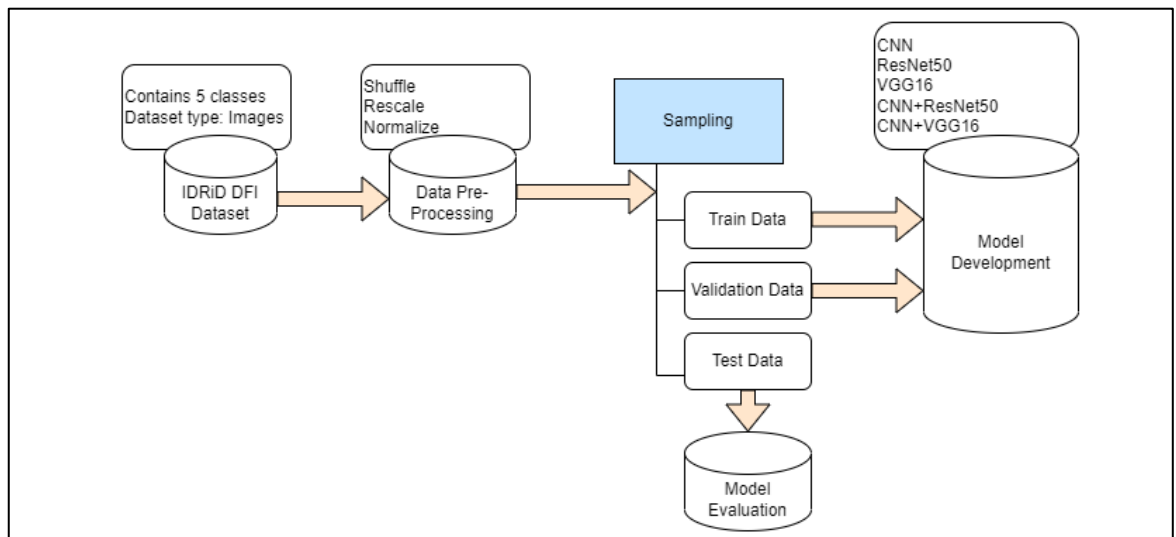 Contains 5 classes
Dataset type: Images
IDRiD DFI
Dataset
Shuffle
Rescale
Normalize
Data Pre-
Processing
Sampling
Train Data
Validation Data
Test Data
Model
Evaluation
CNN
ResNet50
VGG16
CNN+ResNet50
CNN+VGG16
Model
Development